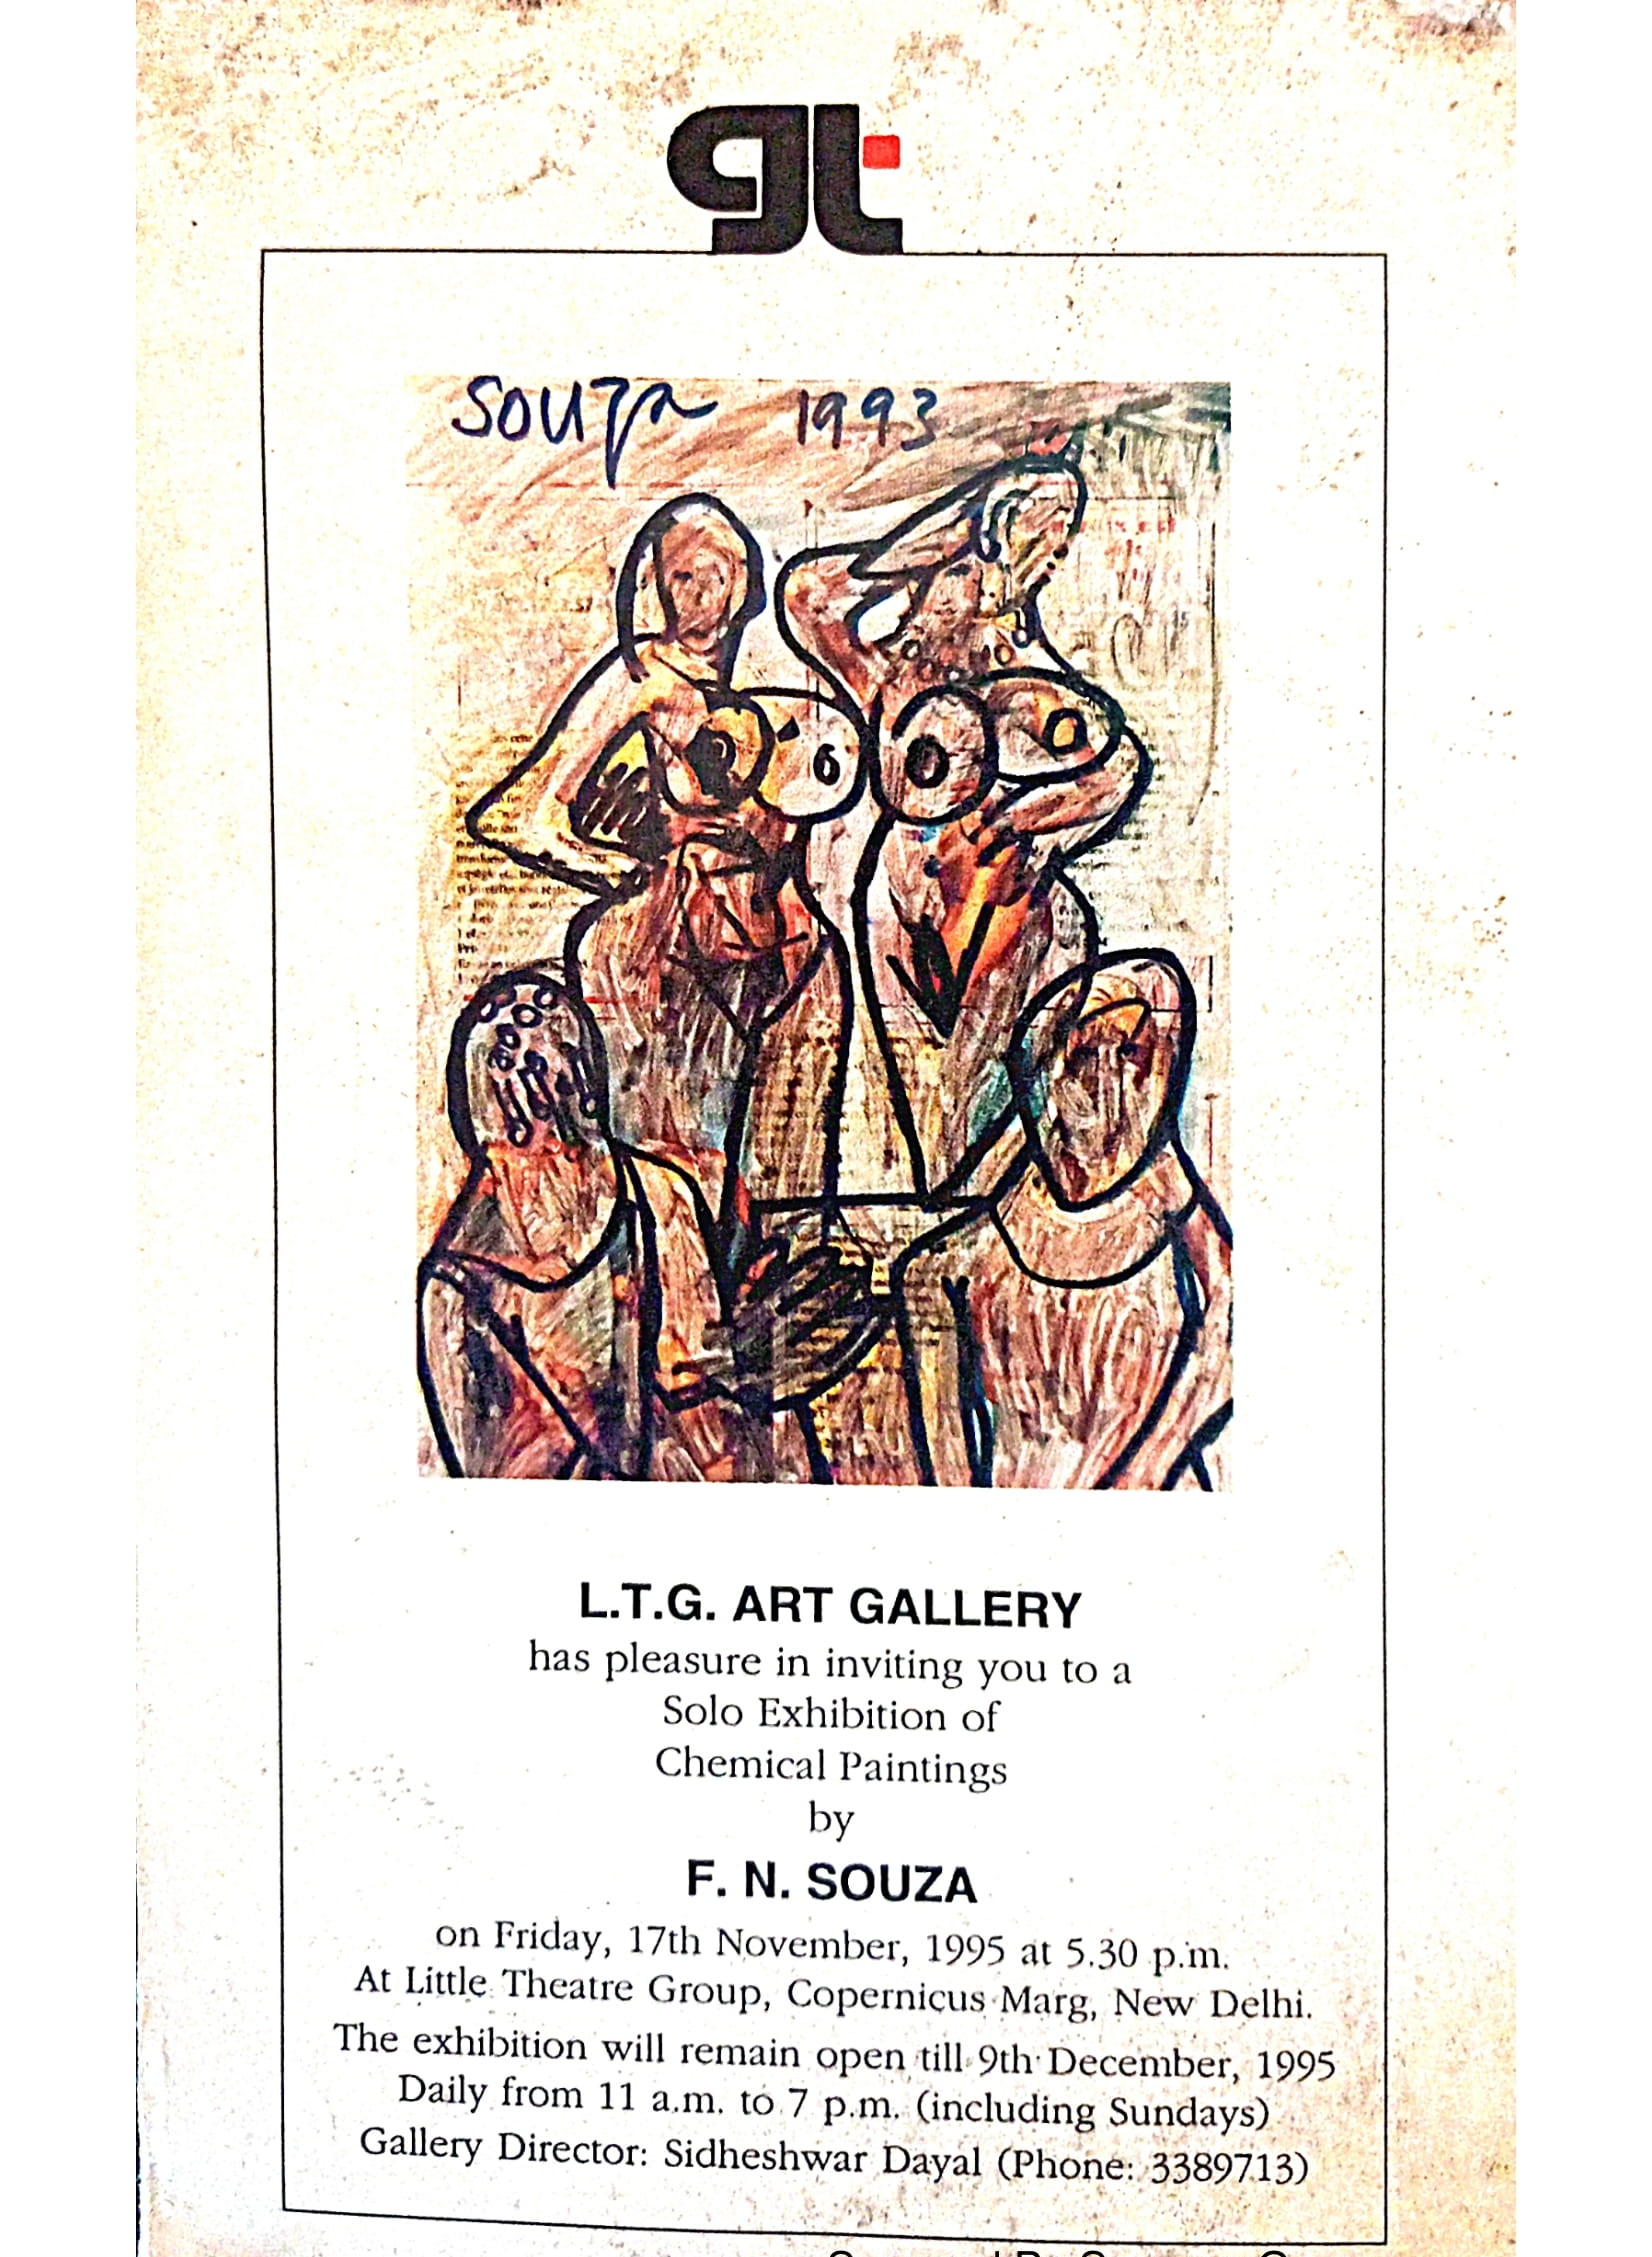 gt
Souza 1993
L.T.G. ART GALLERY
has pleasure in inviting you to a
Solo Exhibition of
Chemical Paintings
by
F. N. SOUZA
on Friday, 17th November, 1995 at 5.30 p.m.
At Little Theatre Group, Copernicus Marg, New Delhi.
The exhibition will remain open till 9th December, 1995
Daily from 11 a.m. to 7 p.m. (including Sundays)
Gallery Director: Sidheshwar Dayal (Phone: 3389713)